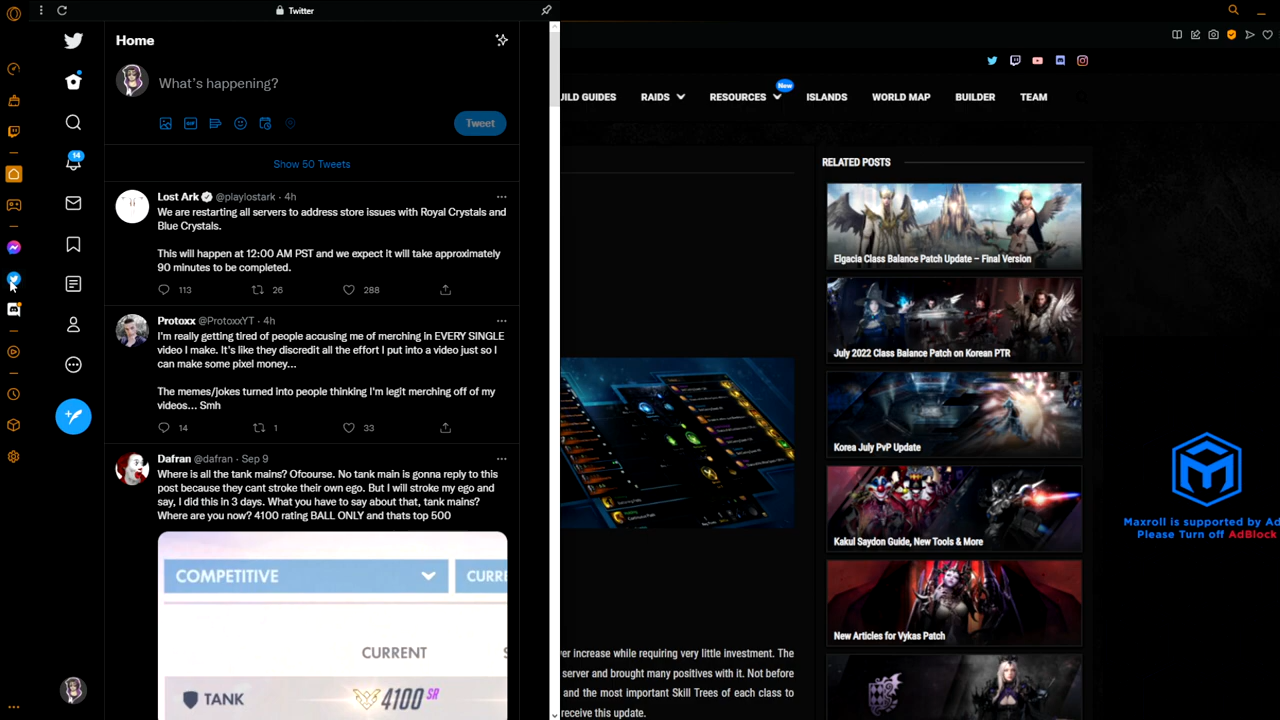 Twitter
Home
What's happening?
Tweet
Show 50 Tweets
14
Lost Ark @playlostark · 4h
We are restarting all servers to address store issues with Royal Crystals and
Blue Crystals.
This will happen at 12:00 AM PST and we expect it will take approximately
90 minutes to be completed.
113 26 288
Protoxx @ProtoxxYT · 4h
I'm really getting tired of people accusing me of merching in EVERY SINGLE
video I make. It's like they discredit all the effort I put into a video just so I
can make some pixel money...
The memes/jokes turned into people thinking I'm legit merching off of my
videos... Smh
14 1 33
Dafran @dafran · Sep 9
Where is all the tank mains? Ofcourse. No tank main is gonna reply to this
post because they cant stroke their own ego. But I will stroke my ego and
say, I did this in 3 days. What you have to say about that, tank mains?
Where are you now? 4100 rating BALL ONLY and thats top 500
COMPETITIVE CURRE
CURRENT S
TANK 4100 SR
New
UILD GUIDES RAIDS RESOURCES ISLANDS WORLD MAP BUILDER TEAM
RELATED POSTS
Elgacia Class Balance Patch Update – Final Version
July 2022 Class Balance Patch on Korean PTR
Korea July PvP Update
Kakul Saydon Guide, New Tools & More
New Articles for Vykas Patch
Maxroll is supported by Ad
Please Turn off AdBlock
ver increase while requiring very little investment. The
server and brought many positives with it. Not before
and the most important Skill Trees of each class to
receive this update.